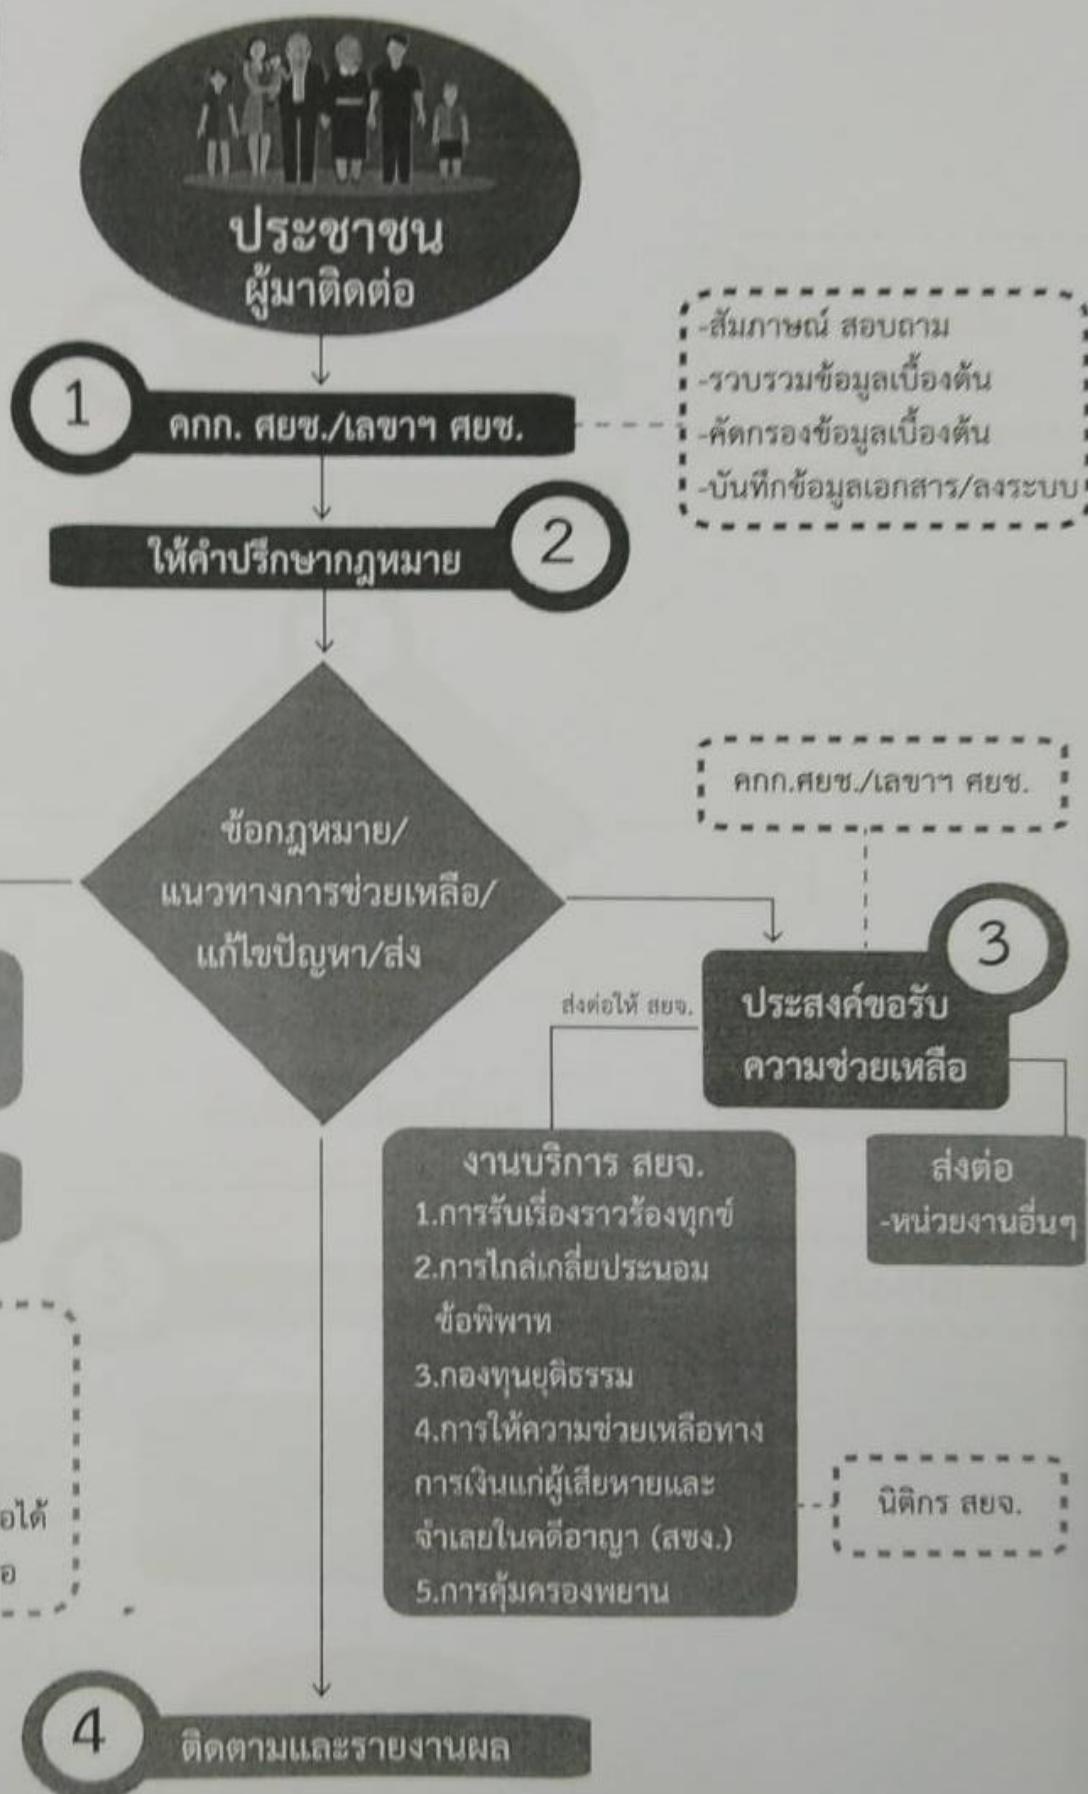 ประชาชน
ผู้มาติดต่อ
1
คกก. ศยช./เลขาฯ ศยช.
-สัมภาษณ์ สอบถาม
-รวบรวมข้อมูลเบื้องต้น
-คัดกรองข้อมูลเบื้องต้น
-บันทึกข้อมูลเอกสาร/ลงระบบ
ให้คำปรึกษากฎหมาย
2
ข้อกฎหมาย/
แนวทางการช่วยเหลือ/
แก้ไขปัญหา/ส่ง
คกก.ศยช./เลขาฯ ศยช.
3
ประสงค์ขอรับ
ความช่วยเหลือ
ส่งต่อให้ สยจ.
งานบริการ สยจ.
1.การรับเรื่องราวร้องทุกข์
2.การไกล่เกลี่ยประนอม
ข้อพิพาท
3.กองทุนยุติธรรม
4.การให้ความช่วยเหลือทาง
การเงินแก่ผู้เสียหายและ
จำเลยในคดีอาญา (สชง.)
5.การคุ้มครองพยาน
ส่งต่อ
-หน่วยงานอื่นๆ
นิติกร สยจ.
4
ติดตามและรายงานผล